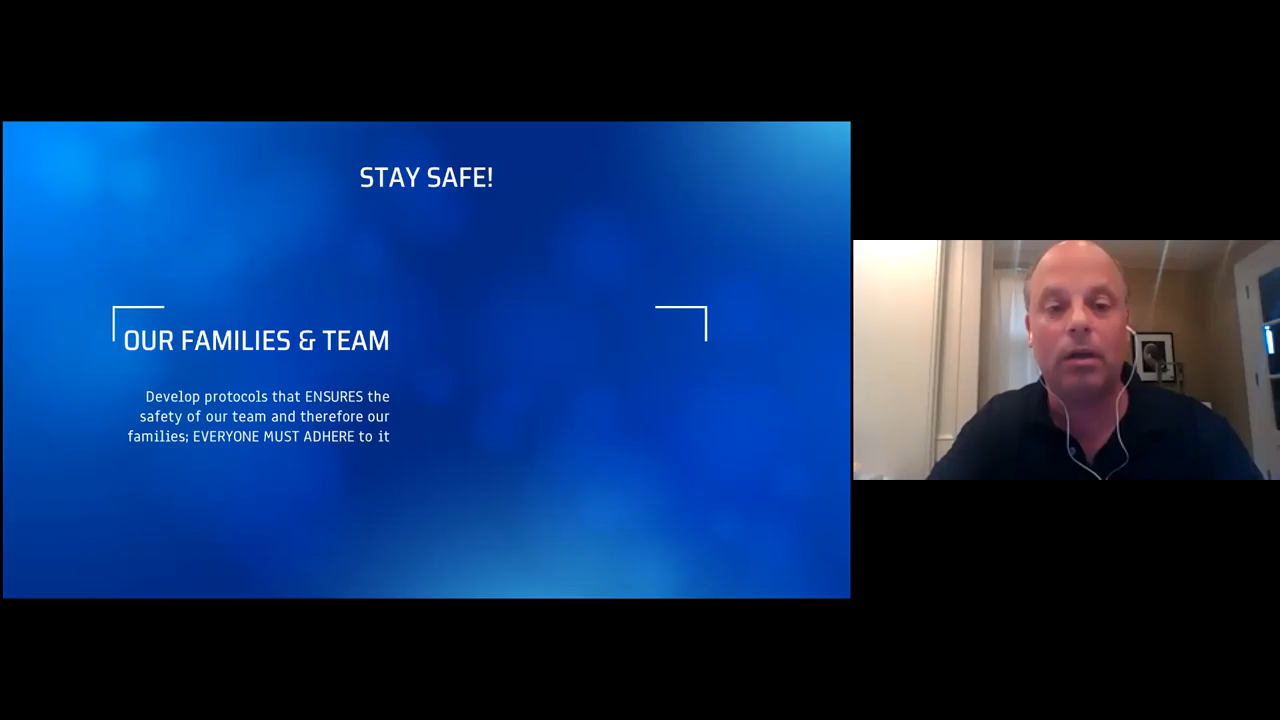 STAY SAFE!
OUR FAMILIES & TEAM
Develop protocols that ENSURES the
safety of our team and therefore our
families; EVERYONE MUST ADHERE to it